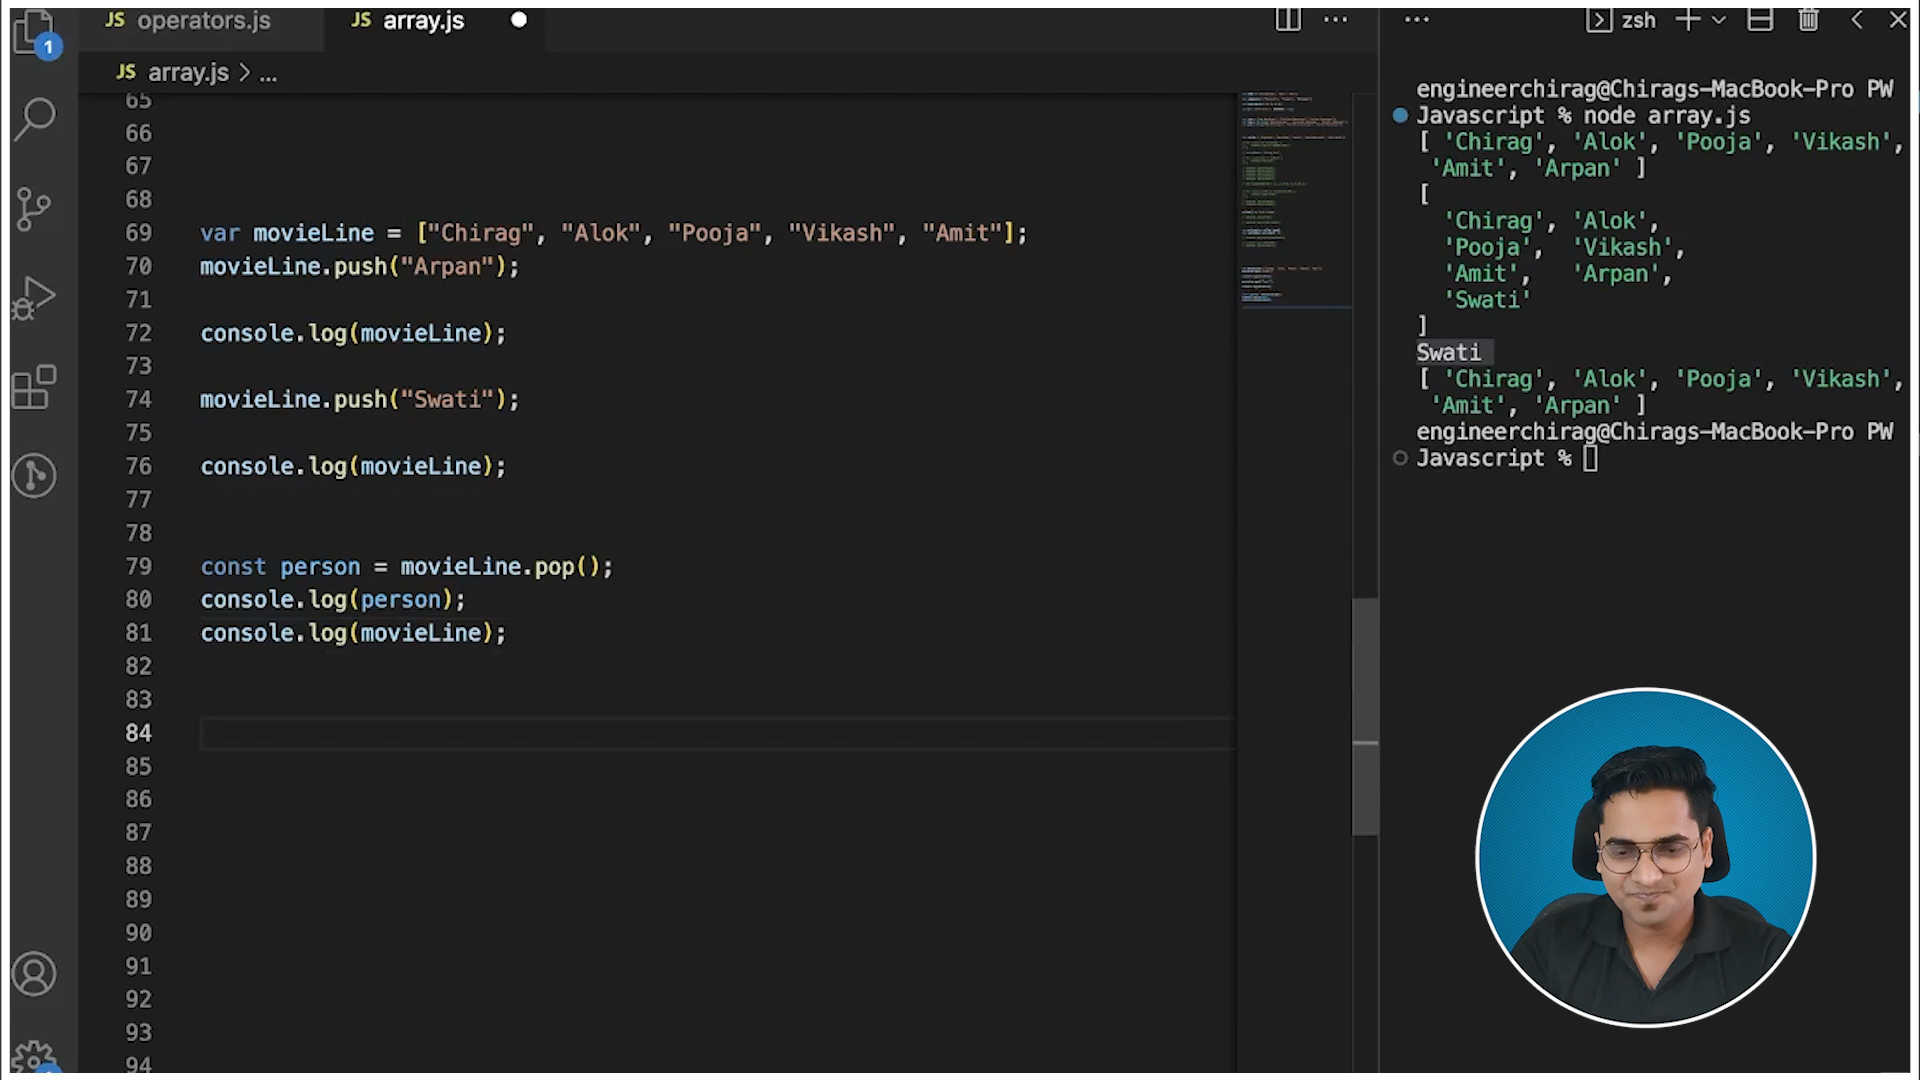 JS operators.js
JS array.js
zsh
1
JS array.js > ...
65
66
67
68
69 var movieLine = ["Chirag", "Alok", "Pooja", "Vikash", "Amit"];
70 movieLine.push("Arpan");
71
72 console.log(movieLine);
73
74 movieLine.push("Swati");
75
76 console.log(movieLine);
77
78
79 const person = movieLine.pop();
80 console.log(person);
81 console.log(movieLine);
82
83
84
85
86
87
88
89
90
91
92
93
94
engineerchirag@Chirags-MacBook-Pro PW
Javascript % node array.js
[ 'Chirag', 'Alok', 'Pooja', 'Vikash',
'Amit', 'Arpan' ]
[
'Chirag', 'Alok',
'Pooja', 'Vikash',
'Amit', 'Arpan',
'Swati'
]
Swati
[ 'Chirag', 'Alok', 'Pooja', 'Vikash',
'Amit', 'Arpan' ]
engineerchirag@Chirags-MacBook-Pro PW
Javascript %